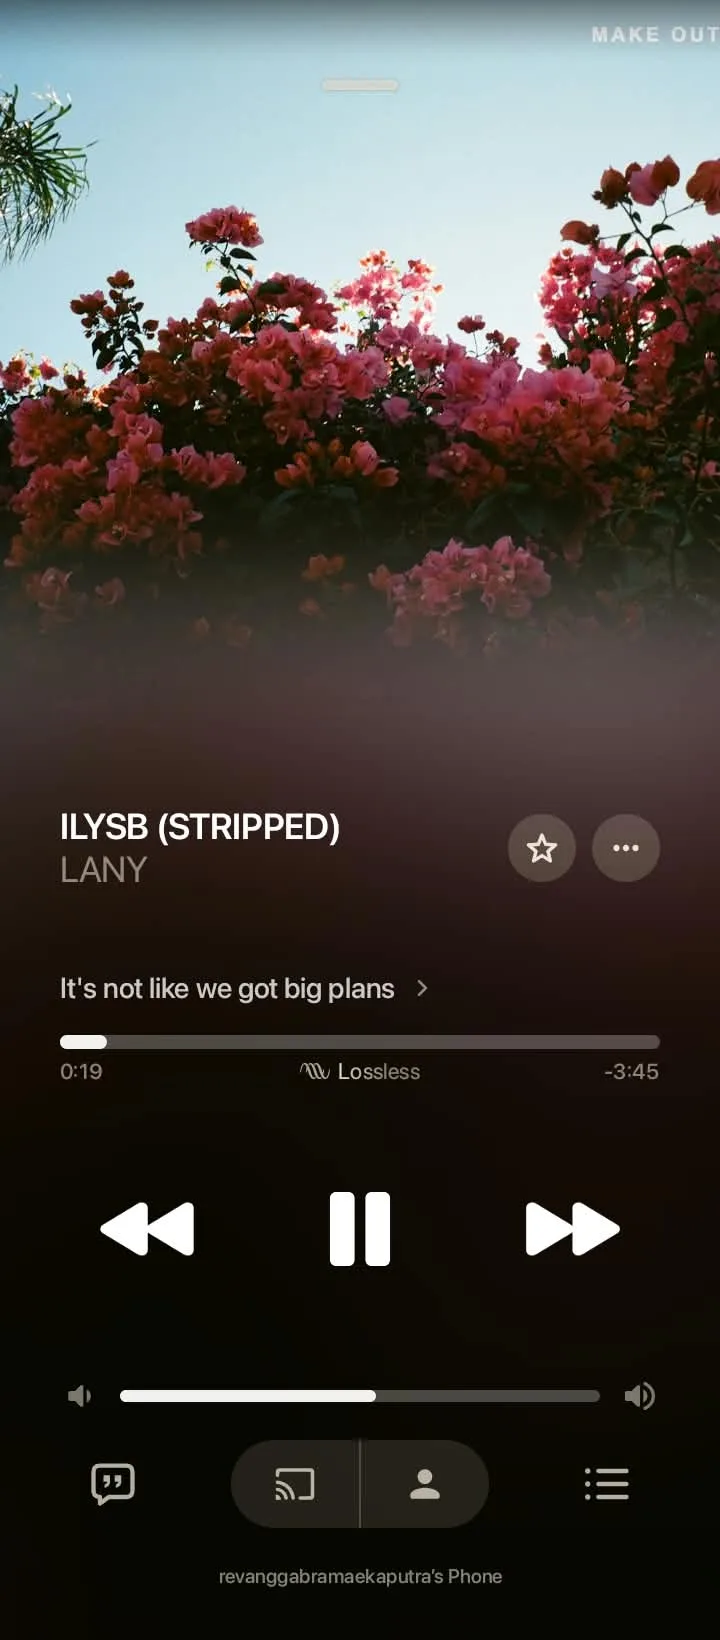 MAKE OUT
ILYSB (STRIPPED)
LANY
It's not like we got big plans
0:19
Lossless
-3:45
revanggabramaekaputra's Phone